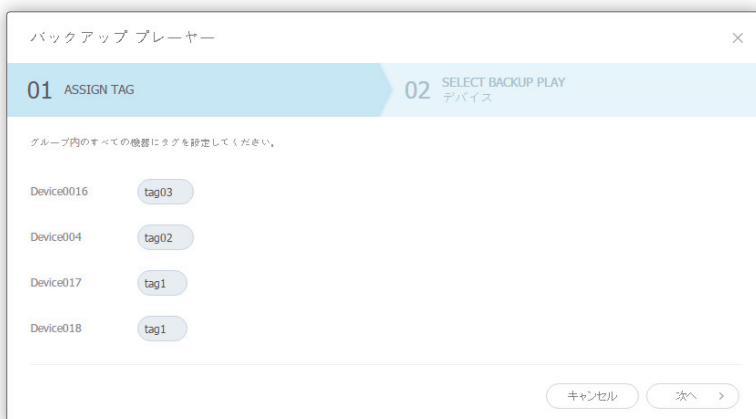 バックアップ プレーヤー
01 ASSIGN TAG
02 SELECT BACKUP PLAY
デバイス
グループ内のすべての機器にタグを設定してください。
Device0016 tag03
Device004 tag02
Device017 tag1
Device018 tag1
キャンセル 次へ